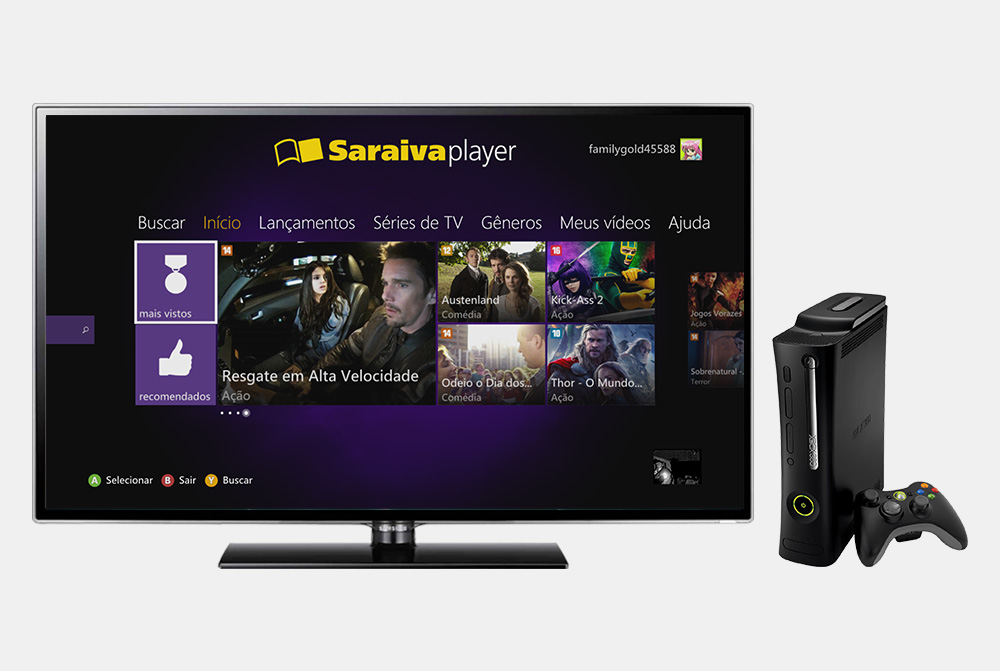 Saraivaplayer
familygold45588
Buscar Início Lançamentos Séries de TV Gêneros Meus vídeos Ajuda
mais vistos
recomendados
14
Resgate em Alta Velocidade
Ação
12
Austenland
Comédia
16
Kick-Ass 2
Ação
14
Odeio o Dia dos...
Comédia
10
Thor - O Mundo...
Ação
Jogos Vorazes
Ação
14
Sobrenatural -
Terror
A Selecionar B Sair Y Buscar